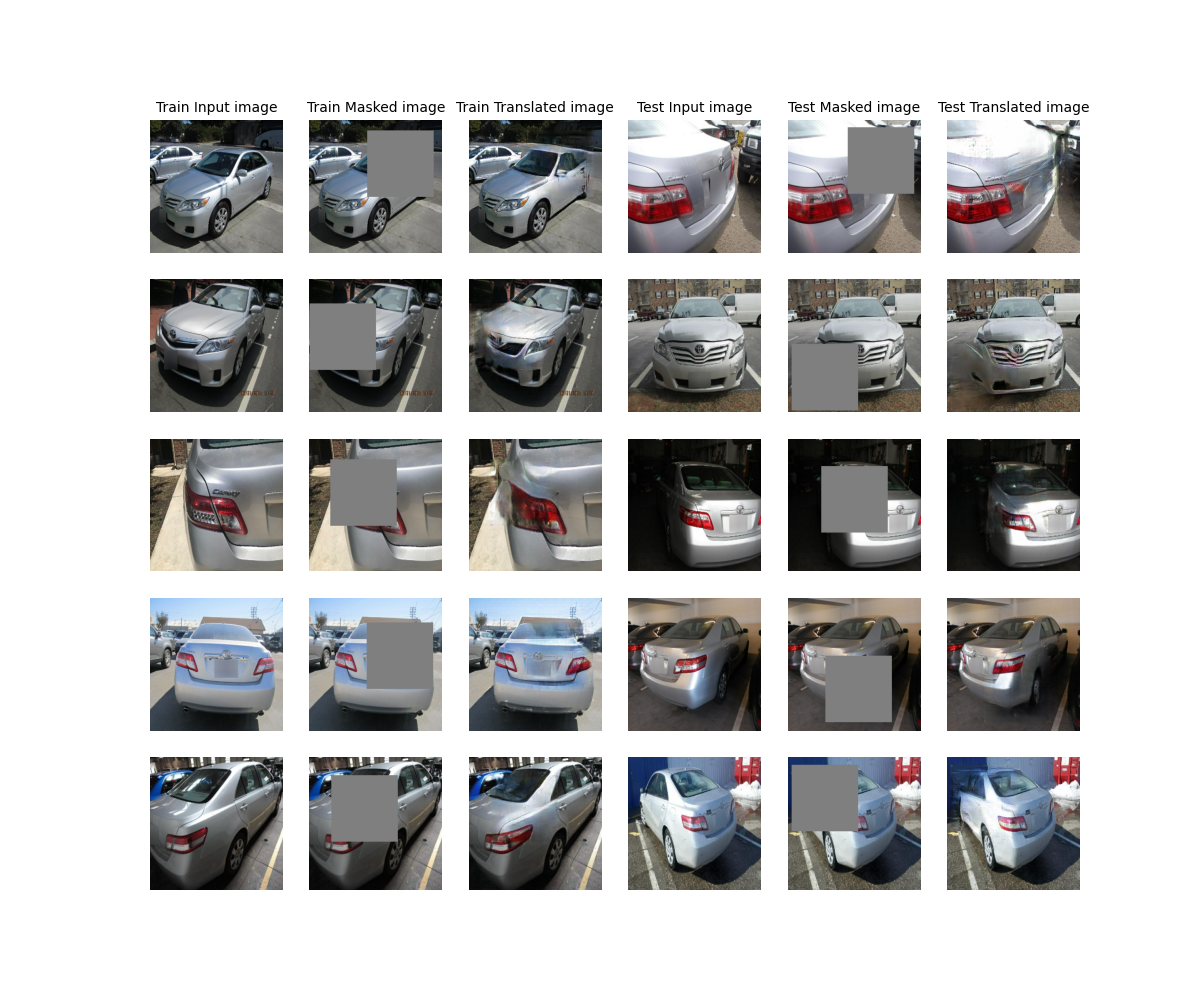 Train Input image
Train Masked image
Train Translated image
Test Input image
Test Masked image
Test Translated image